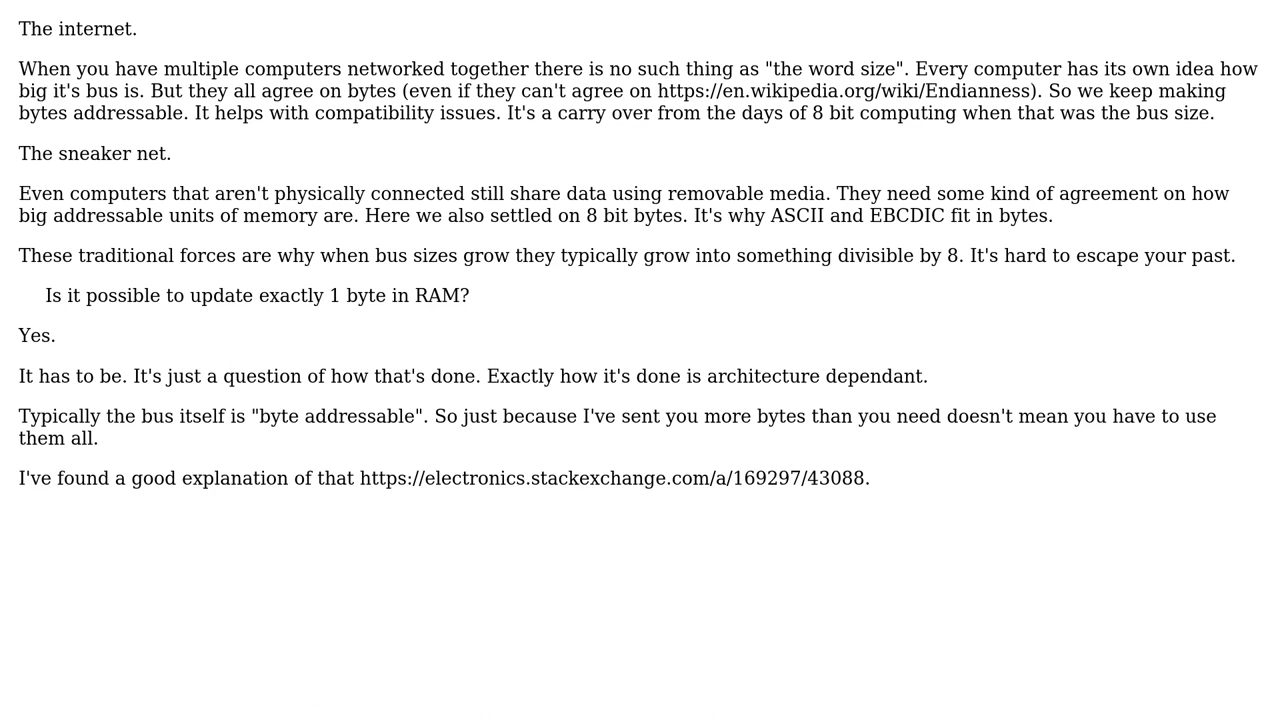 The internet.
When you have multiple computers networked together there is no such thing as "the word size". Every computer has its own idea how
big it's bus is. But they all agree on bytes (even if they can't agree on https://en.wikipedia.org/wiki/Endianness). So we keep making
bytes addressable. It helps with compatibility issues. It's a carry over from the days of 8 bit computing when that was the bus size.
The sneaker net.
Even computers that aren't physically connected still share data using removable media. They need some kind of agreement on how
big addressable units of memory are. Here we also settled on 8 bit bytes. It's why ASCII and EBCDIC fit in bytes.
These traditional forces are why when bus sizes grow they typically grow into something divisible by 8. It's hard to escape your past.
Is it possible to update exactly 1 byte in RAM?
Yes.
It has to be. It's just a question of how that's done. Exactly how it's done is architecture dependant.
Typically the bus itself is "byte addressable". So just because I've sent you more bytes than you need doesn't mean you have to use
them all.
I've found a good explanation of that https://electronics.stackexchange.com/a/169297/43088.